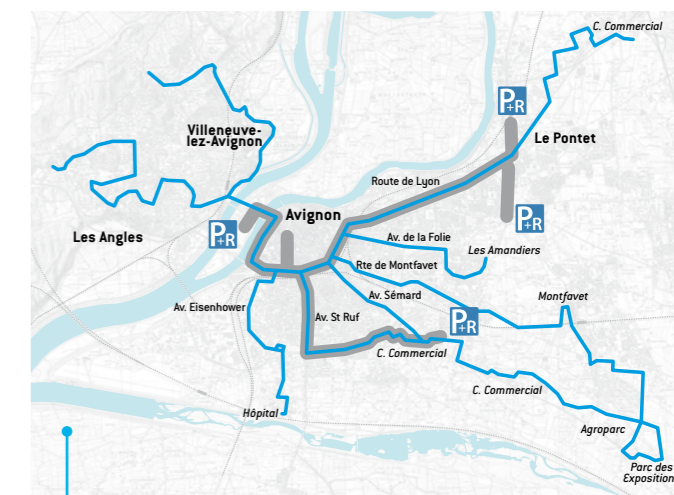 C. Commercial
P+R
Villeneuve-
lez-Avignon
Le Pontet
Route de Lyon
P+R
Avignon
P+R
Les Angles
Av. de la Folie
Les Amandiers
Rte de Montfavet
Av. Sémard
Montfavet
Av. Eisenhower
Av. St Ruf
P+R
C. Commercial
C. Commercial
Hôpital
Agroparc
Parc des
Exposition